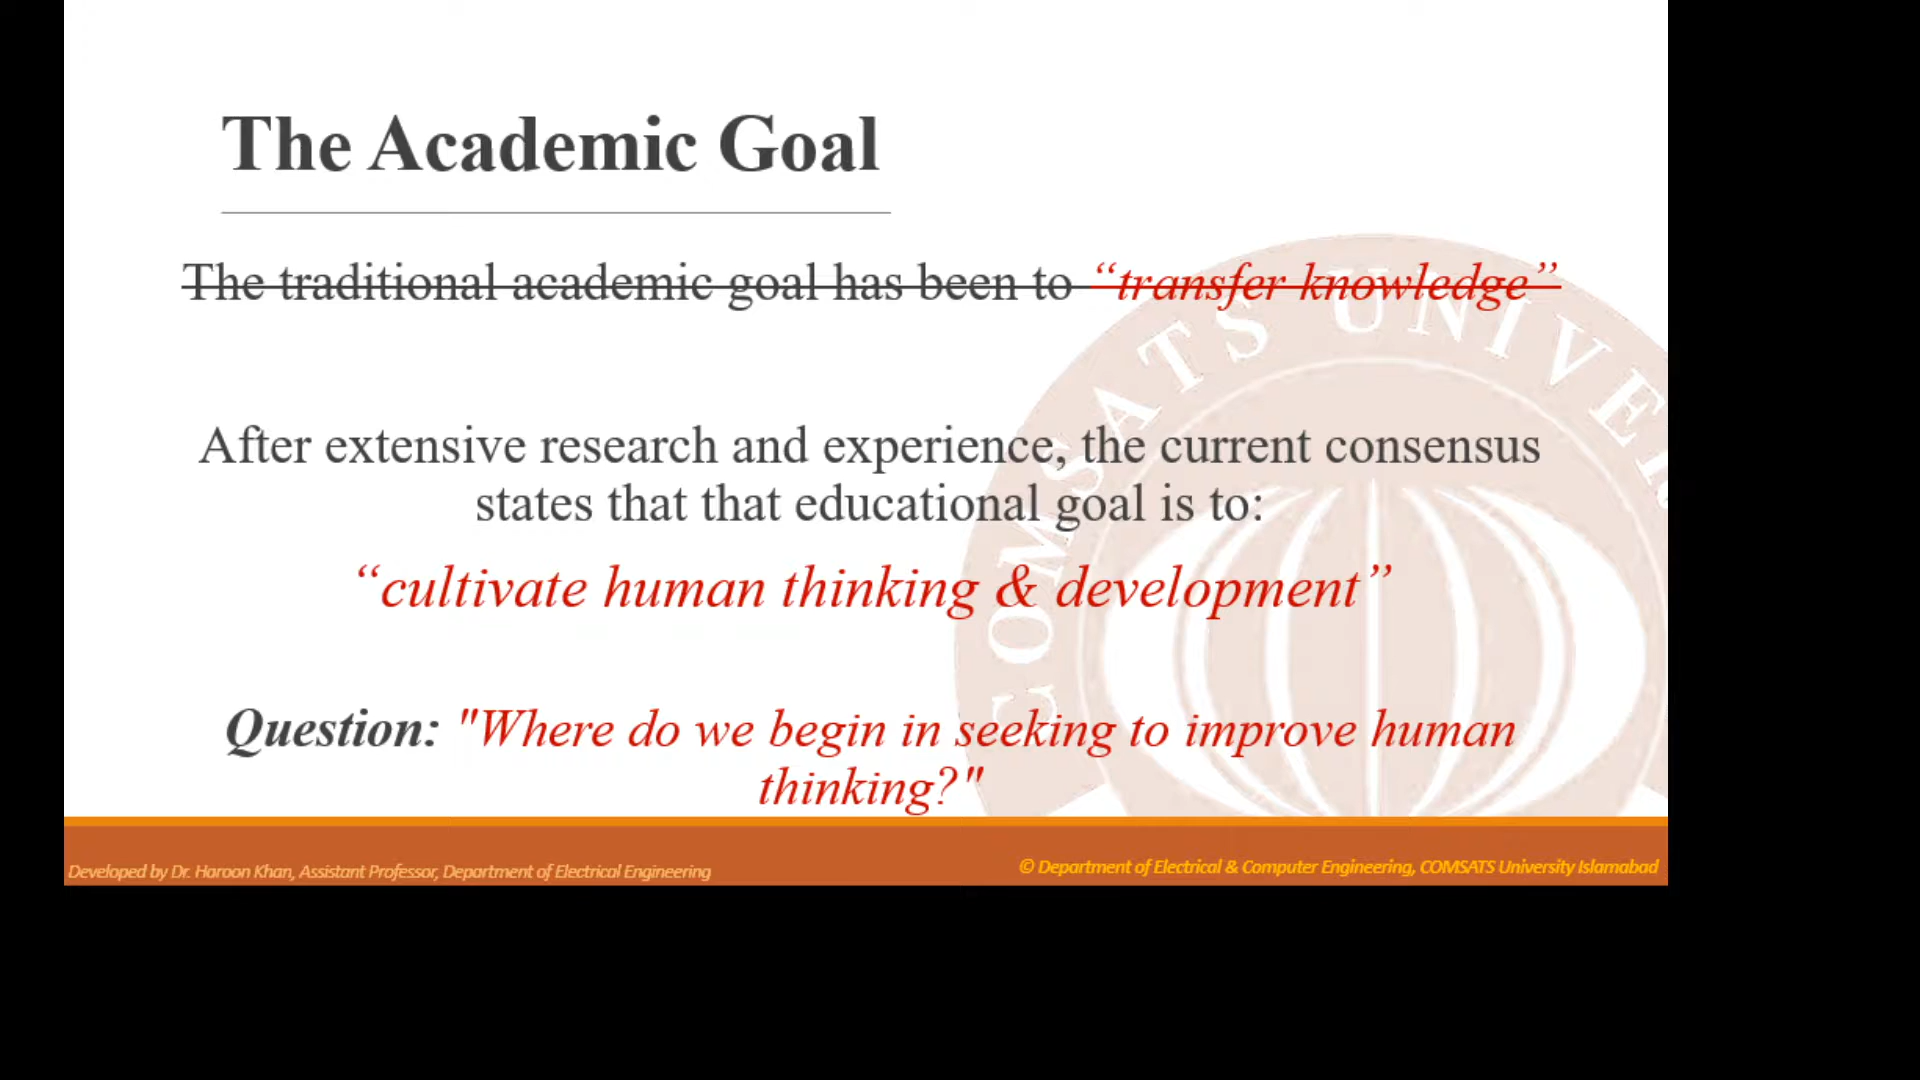 The Academic Goal
The traditional academic goal has been to “transfer knowledge”
After extensive research and experience, the current consensus
states that that educational goal is to:
“cultivate human thinking & development”
Question: "Where do we begin in seeking to improve human
thinking?"
COMSATS UNIVER
Developed by Dr. Haroon Khan, Assistant Professor, Department of Electrical Engineering
© Department of Electrical & Computer Engineering, COMSATS University Islamabad